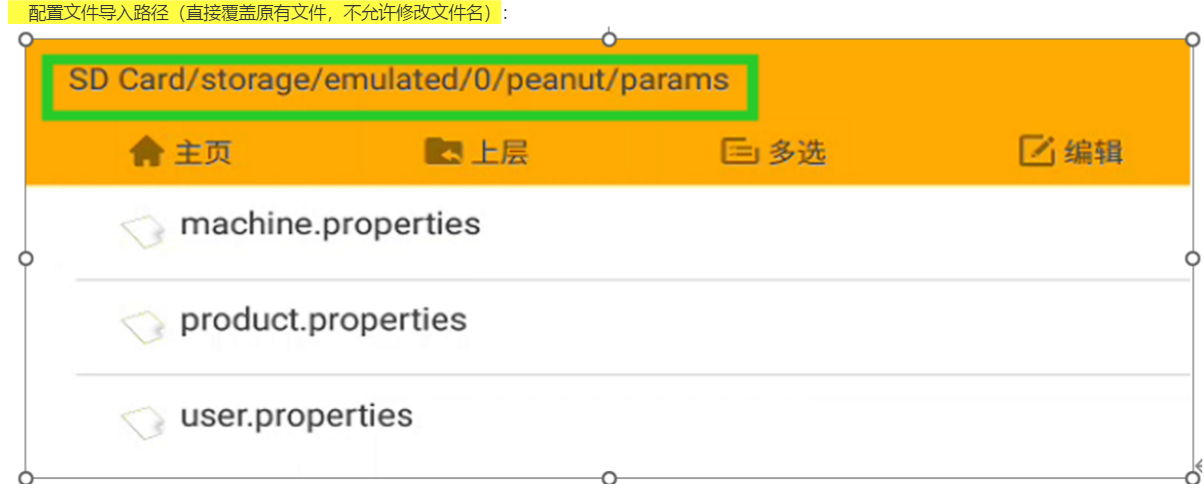 配置文件导入路径（直接覆盖原有文件，不允许修改文件名）:
SD Card/storage/emulated/0/peanut/params
主页 上层 多选 编辑
machine.properties
product.properties
user.properties